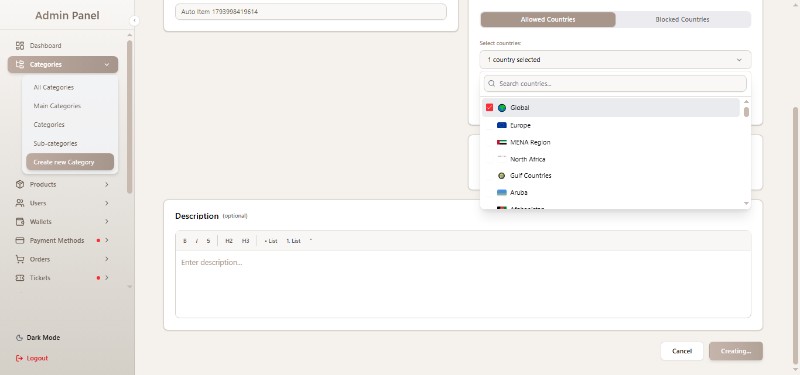 Admin Panel
Dashboard
Categories
All Categories
Main Categories
Categories
Sub-categories
Create new Category
Products
Users
Wallets
Payment Methods
Orders
Tickets
Dark Mode
Logout
Auto Item 1793998419614
Allowed Countries
Blocked Countries
Select countries:
1 country selected
Search countries...
Global
Europe
MENA Region
North Africa
Gulf Countries
Aruba
Description (optional)
B I S H2 H3 • List 1. List "
Enter description...
Cancel
Creating...